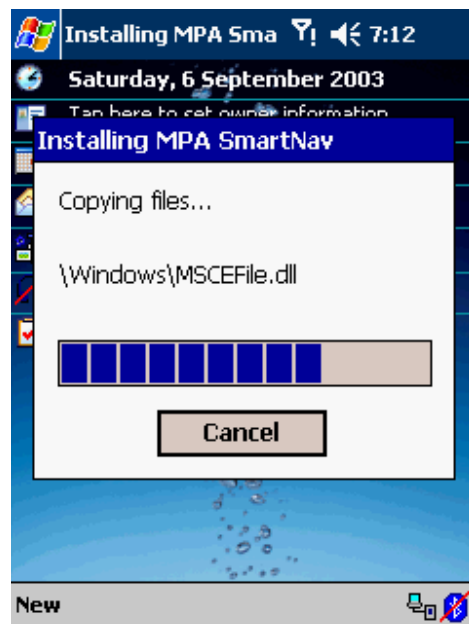 Installing MPA Sma 7:12
Saturday, 6 September 2003
Tap here to set owner information
Installing MPA SmartNav
Copying files...
\Windows\MSCEFile.dll
Cancel
New